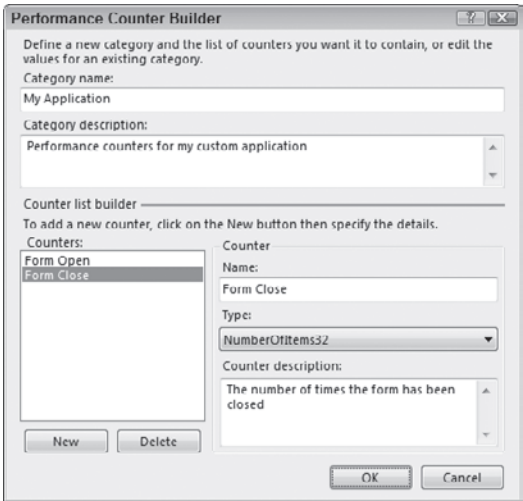 Performance Counter Builder
Define a new category and the list of counters you want it to contain, or edit the
values for an existing category.
Category name:
My Application
Category description:
Performance counters for my custom application
Counter list builder
To add a new counter, click on the New button then specify the details.
Counters:
Form Open
Form Close
Counter
Name:
Form Close
Type:
NumberOfItems32
Counter description:
The number of times the form has been
closed
New
Delete
OK
Cancel